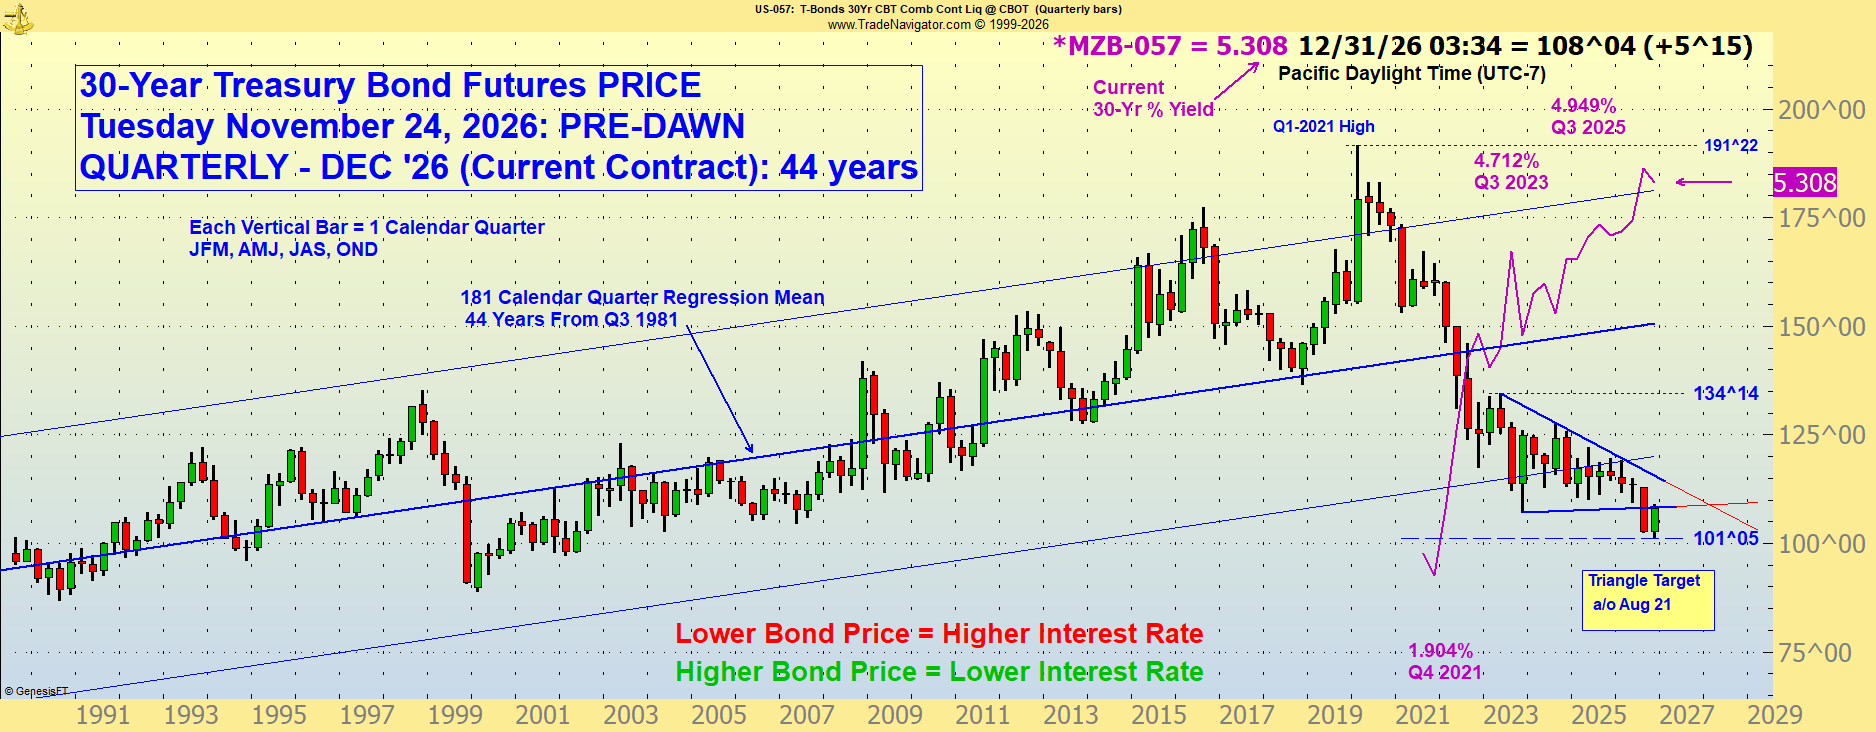 US-057: T-Bonds 30Yr CBT Comb Cont Liq @ CBOT (Quarterly bars)
www.TradeNavigator.com © 1999-2026
*MZB-057 = 5.308 12/31/26 03:34 = 108^04 (+5^15)
Pacific Daylight Time (UTC-7)
30-Year Treasury Bond Futures PRICE
Tuesday November 24, 2026: PRE-DAWN
QUARTERLY - DEC '26 (Current Contract): 44 years
Current
30-Yr % Yield
4.949%
Q3 2025
Q1-2021 High
191^22
4.712%
Q3 2023
Each Vertical Bar = 1 Calendar Quarter
JFM, AMJ, JAS, OND
181 Calendar Quarter Regression Mean
44 Years From Q3 1981
134^14
101^05
Triangle Target
a/o Aug 21
Lower Bond Price = Higher Interest Rate
Higher Bond Price = Lower Interest Rate
1.904%
Q4 2021
200^00
5.308
175^00
150^00
125^00
100^00
75^00
© GenesisFT
1991 1993 1995 1997 1999 2001 2003 2005 2007 2009 2011 2013 2015 2017 2019 2021 2023 2025 2027 2029